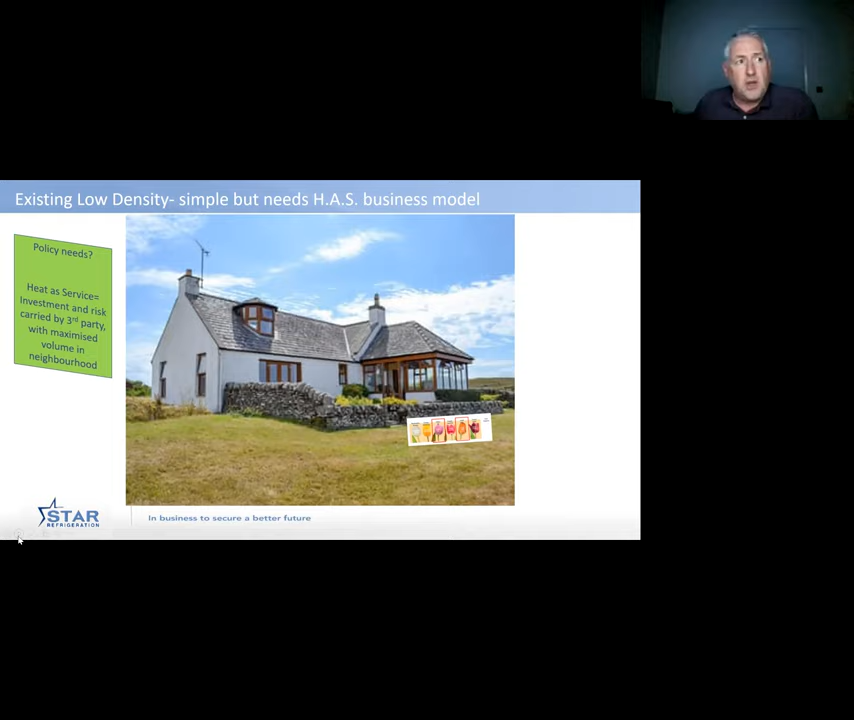 Existing Low Density- simple but needs H.A.S. business model
Policy needs?
Heat as Service=
Investment and risk
carried by 3rd party,
with maximised
volume in
neighbourhood
STAR
REFRIGERATION
In business to secure a better future